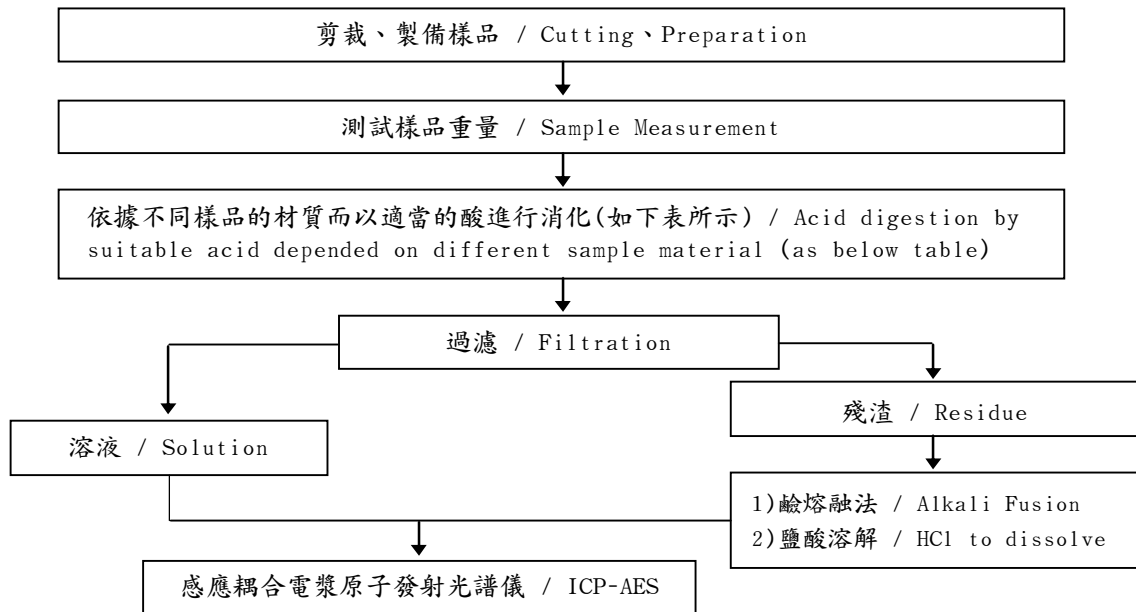 剪裁、製備樣品 / Cutting、Preparation
測試樣品重量 / Sample Measurement
依據不同樣品的材質而以適當的酸進行消化(如下表所示) / Acid digestion by
suitable acid depended on different sample material (as below table)
過濾 / Filtration
溶液 / Solution
殘渣 / Residue
1)鹼熔融法 / Alkali Fusion
2)鹽酸溶解 / HCl to dissolve
感應耦合電漿原子發射光譜儀 / ICP-AES